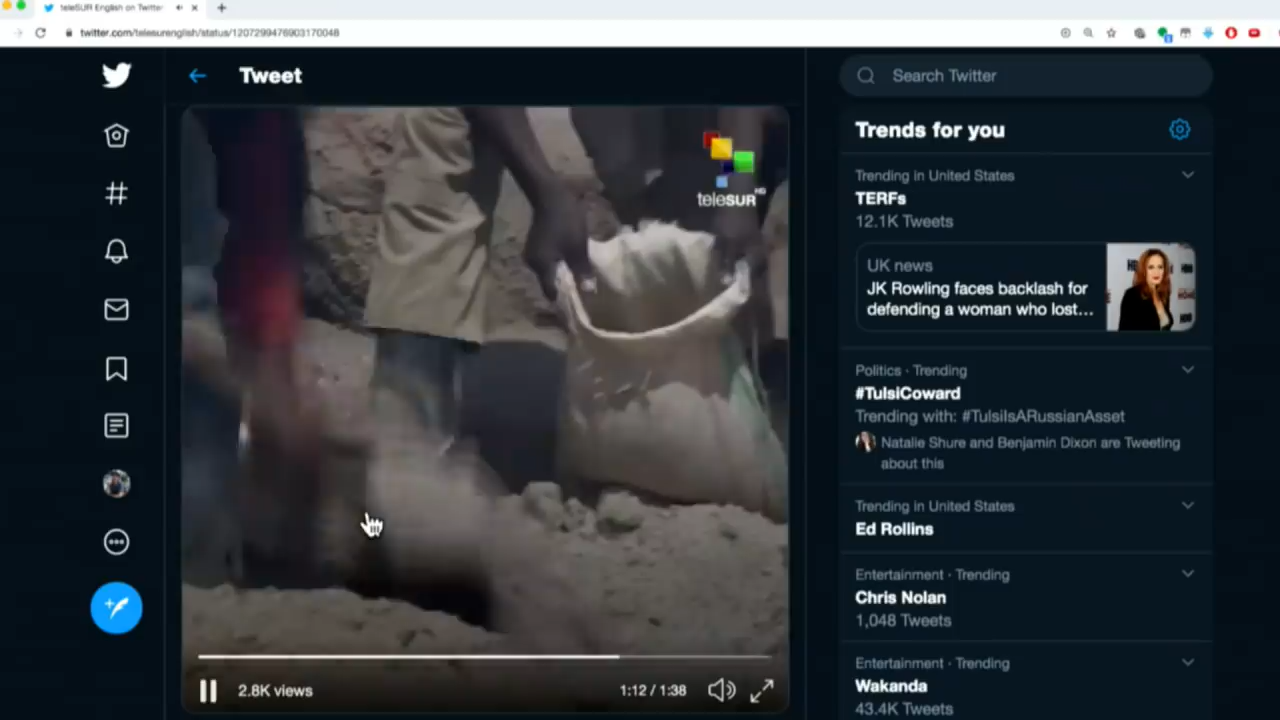 teleSUR English on Twitter
twitter.com/telesurenglish/status/1207299476903170048
Tweet
Search Twitter
teleSUR HD
Trends for you
Trending in United States
TERFs
12.1K Tweets
UK news
JK Rowling faces backlash for
defending a woman who lost...
Politics · Trending
#TulsiCoward
Trending with: #TulsiIsARussianAsset
Natalie Shure and Benjamin Dixon are Tweeting
about this
Trending in United States
Ed Rollins
Entertainment · Trending
Chris Nolan
1,048 Tweets
Entertainment · Trending
Wakanda
43.4K Tweets
2.8K views
1:12 / 1:38